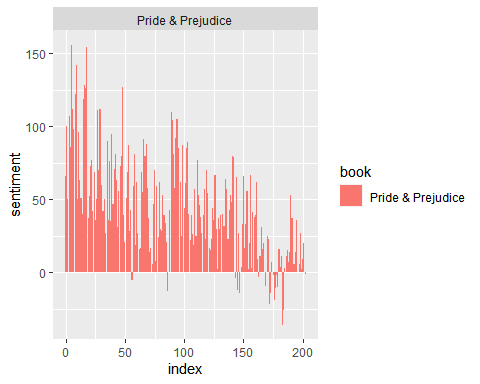 Pride & Prejudice
150
100
50
0
sentiment
0
50
100
150
200
index
book
Pride & Prejudice